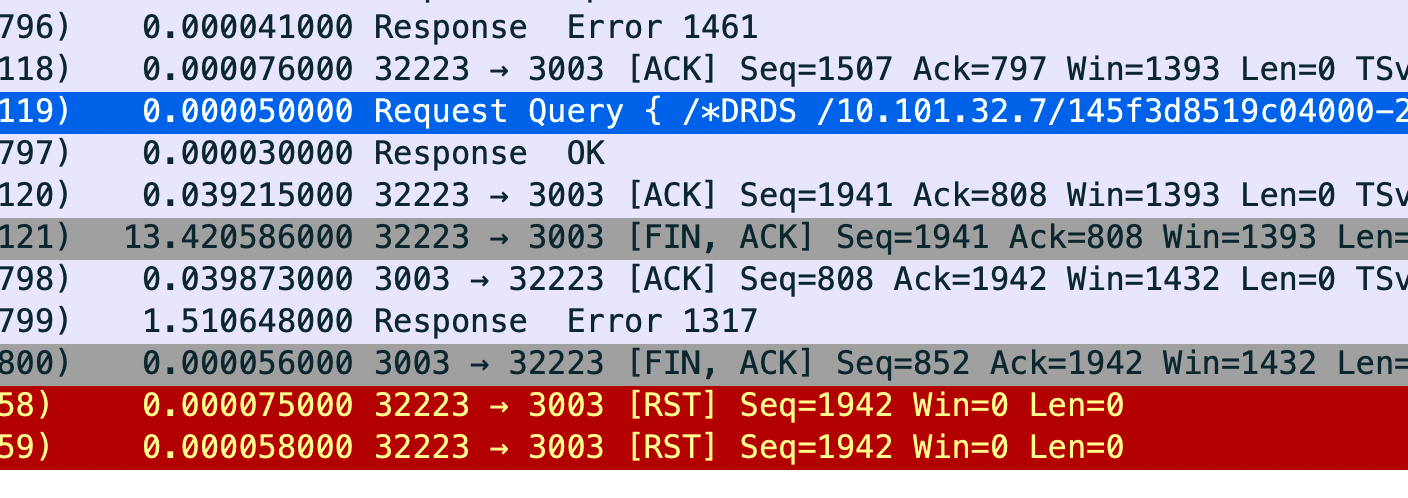 796) 0.000041000 Response  Error 1461
118) 0.000076000 32223 → 3003 [ACK] Seq=1507 Ack=797 Win=1393 Len=0 TSv
119) 0.000050000 Request Query { /*DRDS /10.101.32.7/145f3d8519c04000-2
797) 0.000030000 Response  OK
120) 0.039215000 32223 → 3003 [ACK] Seq=1941 Ack=808 Win=1393 Len=0 TSv
121) 13.420586000 32223 → 3003 [FIN, ACK] Seq=1941 Ack=808 Win=1393 Len=
798) 0.039873000 3003 → 32223 [ACK] Seq=808 Ack=1942 Win=1432 Len=0 TSv
799) 1.510648000 Response  Error 1317
800) 0.000056000 3003 → 32223 [FIN, ACK] Seq=852 Ack=1942 Win=1432 Len=
58) 0.000075000 32223 → 3003 [RST] Seq=1942 Win=0 Len=0
59) 0.000058000 32223 → 3003 [RST] Seq=1942 Win=0 Len=0